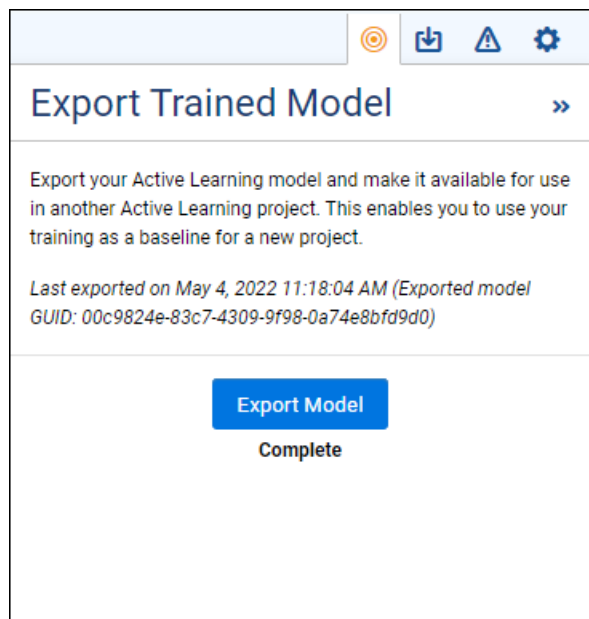 Export Trained Model
Export your Active Learning model and make it available for use
in another Active Learning project. This enables you to use your
training as a baseline for a new project.
Last exported on May 4, 2022 11:18:04 AM (Exported model
GUID: 00c9824e-83c7-4309-9f98-0a74e8bfd9d0)
Export Model
Complete